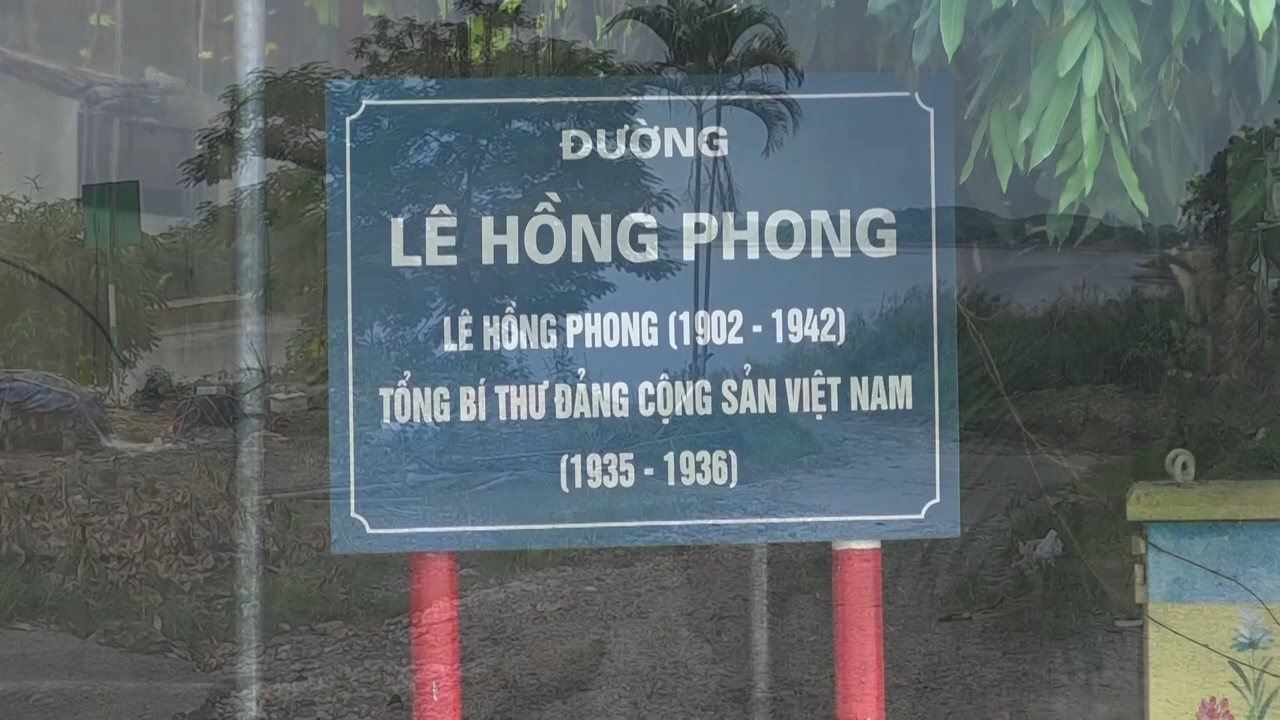 ĐƯỜNG
LÊ HỒNG PHONG
LÊ HỒNG PHONG (1902 - 1942)
TỔNG BÍ THƯ ĐẢNG CỘNG SẢN VIỆT NAM
(1935 - 1936)